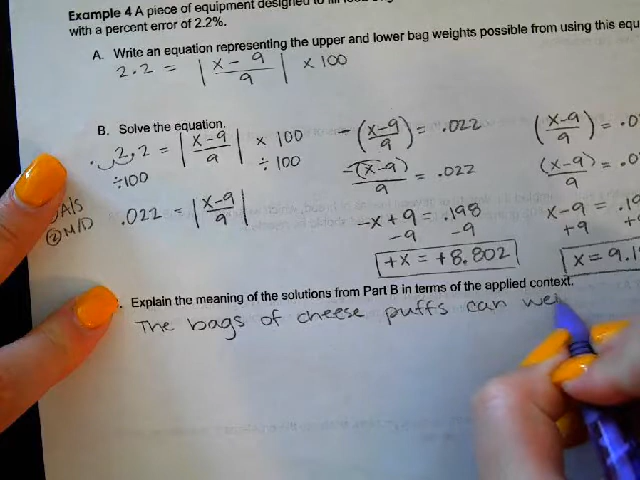 Example 4 A piece of equipment designed to fill
with a percent error of 2.2%.
A. Write an equation representing the upper and lower bag weights possible from using this
2.2 = |x - 9 / 9| x 100
B. Solve the equation.
2.2 = |x-9 / 9| x 100
÷100 ÷100
.022 = |x-9 / 9|
A/S
② M/D
-(x-9 / 9) = .022
-(x-9) / 9 = .022
-x + 9 = .198
-9 -9
+x = +8.802
(x-9 / 9) = .0
(x-9) / 9 = .0
x-9 = .19
+9
x = 9.1
Explain the meaning of the solutions from Part B in terms of the applied context.
The bags of cheese puffs can wei